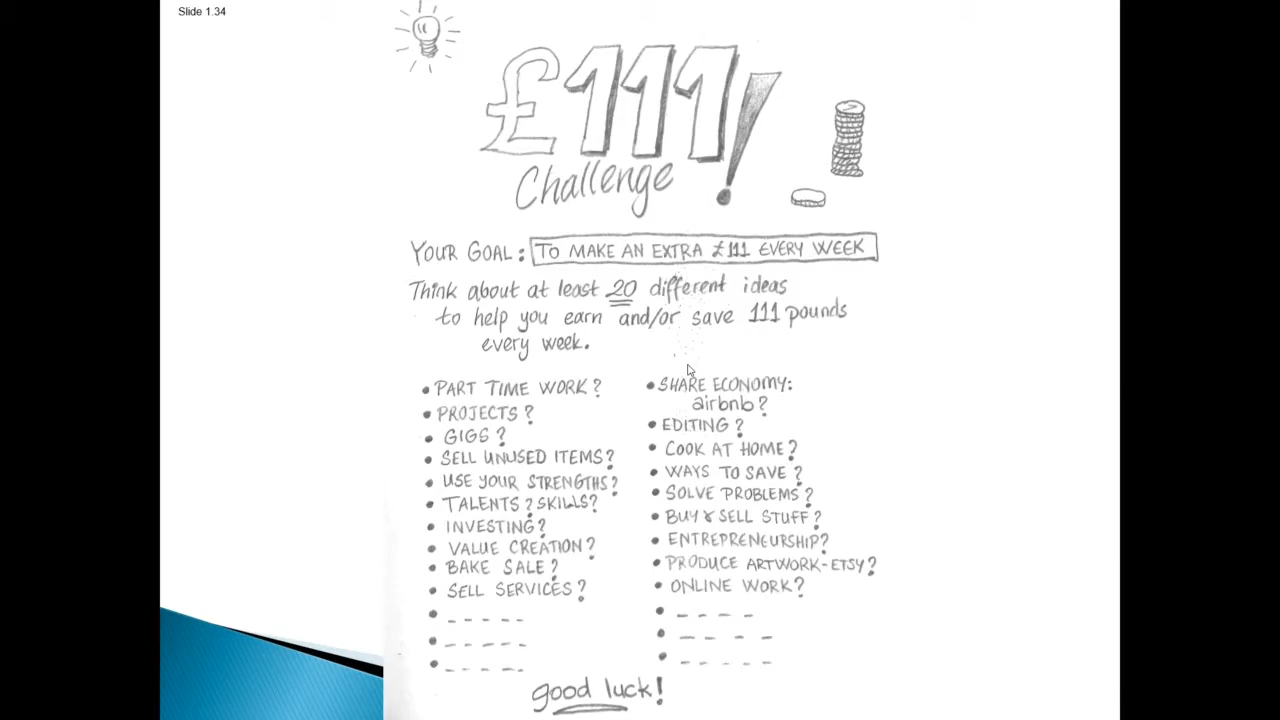 Slide 1.34
£111!
Challenge
YOUR GOAL: TO MAKE AN EXTRA £111 EVERY WEEK
Think about at least 20 different ideas
to help you earn and/or save 111 pounds
every week.
• PART TIME WORK?
• PROJECTS?
• GIGS?
• SELL UNUSED ITEMS?
• USE YOUR STRENGTHS?
• TALENTS? SKILLS?
• INVESTING?
• VALUE CREATION?
• BAKE SALE?
• SELL SERVICES?
• -----
• -----
• -----
• SHARE ECONOMY:
airbnb?
• EDITING?
• COOK AT HOME?
• WAYS TO SAVE?
• SOLVE PROBLEMS?
• BUY & SELL STUFF?
• ENTREPRENEURSHIP?
• PRODUCE ARTWORK-ETSY?
• ONLINE WORK?
• ----
• ----
• -----
good luck!